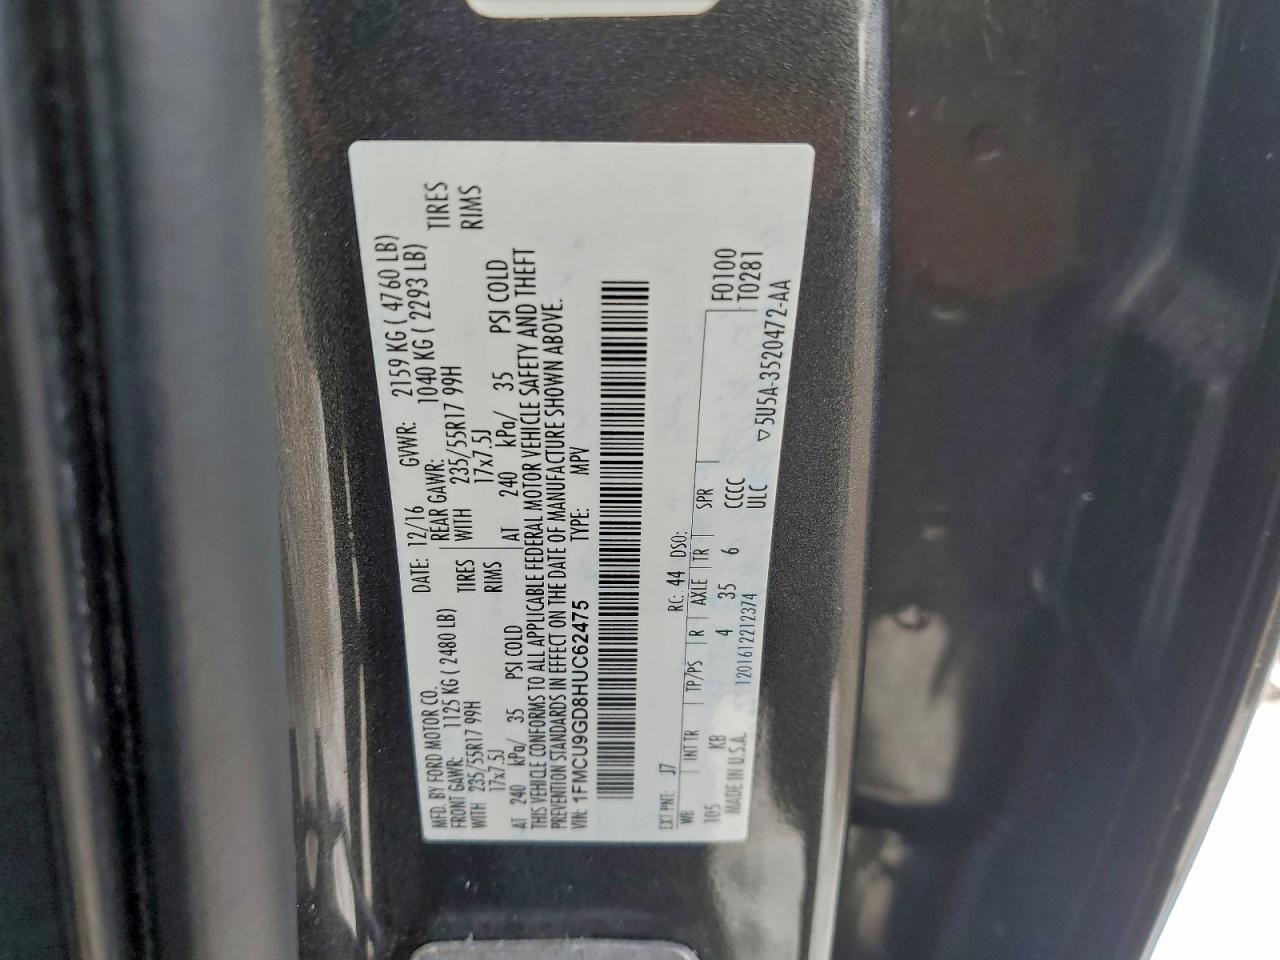 MFD. BY FORD MOTOR CO.
DATE: 12/16 GVWR: 2159 KG ( 4760 LB)
FRONT GAWR: 1125 KG ( 2480 LB) REAR GAWR: 1040 KG ( 2293 LB)
WITH 235/55R17 99H TIRES WITH 235/55R17 99H TIRES
17x7.5J RIMS 17x7.5J RIMS
AT 240 kPa/ 35 PSI COLD AT 240 kPa/ 35 PSI COLD
THIS VEHICLE CONFORMS TO ALL APPLICABLE FEDERAL MOTOR VEHICLE SAFETY AND THEFT
PREVENTION STANDARDS IN EFFECT ON THE DATE OF MANUFACTURE SHOWN ABOVE.
VIN: 1FMCU9GD8HUC62475 TYPE: MPV
EXT PNT: J7 RC: 44 DSO:
WB INT TR TP/PS R AXLE TR SPR F0100
105 KB 4 35 6 CCCC T0281
MADE IN U.S.A. 1201612212374 ULC ▽5U5A-3520472-AA